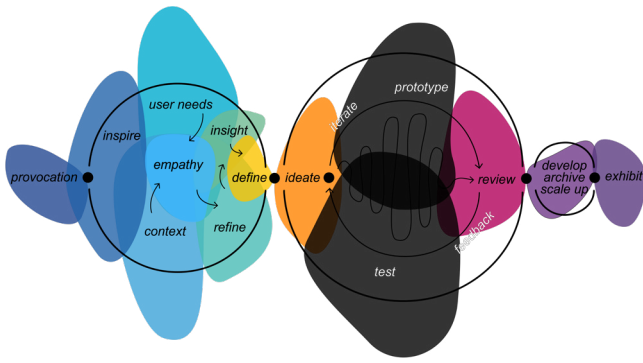 provocation
inspire
user needs
empathy
context
insight
refine
define
ideate
iterate
prototype
test
feedback
review
develop
archive
scale up
exhibit